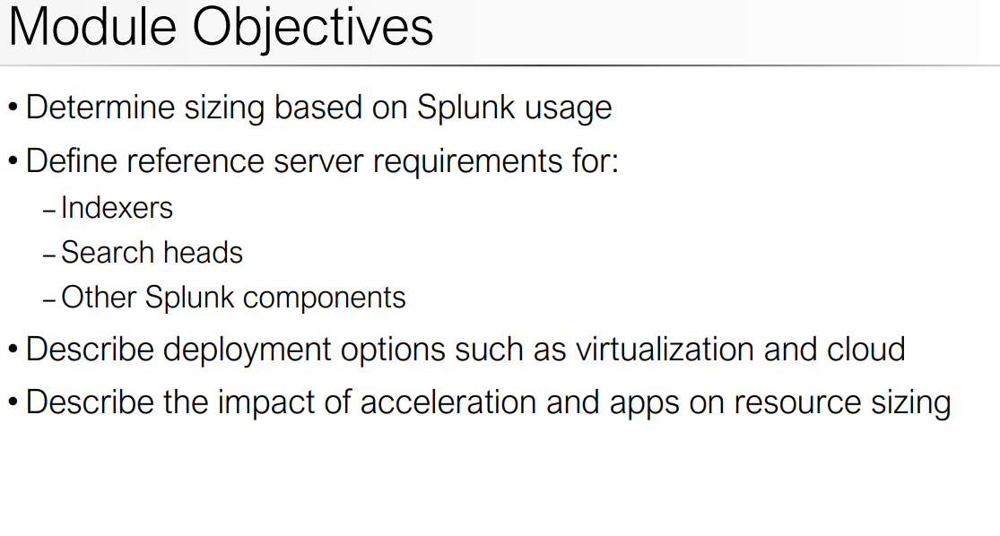 Module Objectives
• Determine sizing based on Splunk usage
• Define reference server requirements for:
– Indexers
– Search heads
– Other Splunk components
• Describe deployment options such as virtualization and cloud
• Describe the impact of acceleration and apps on resource sizing